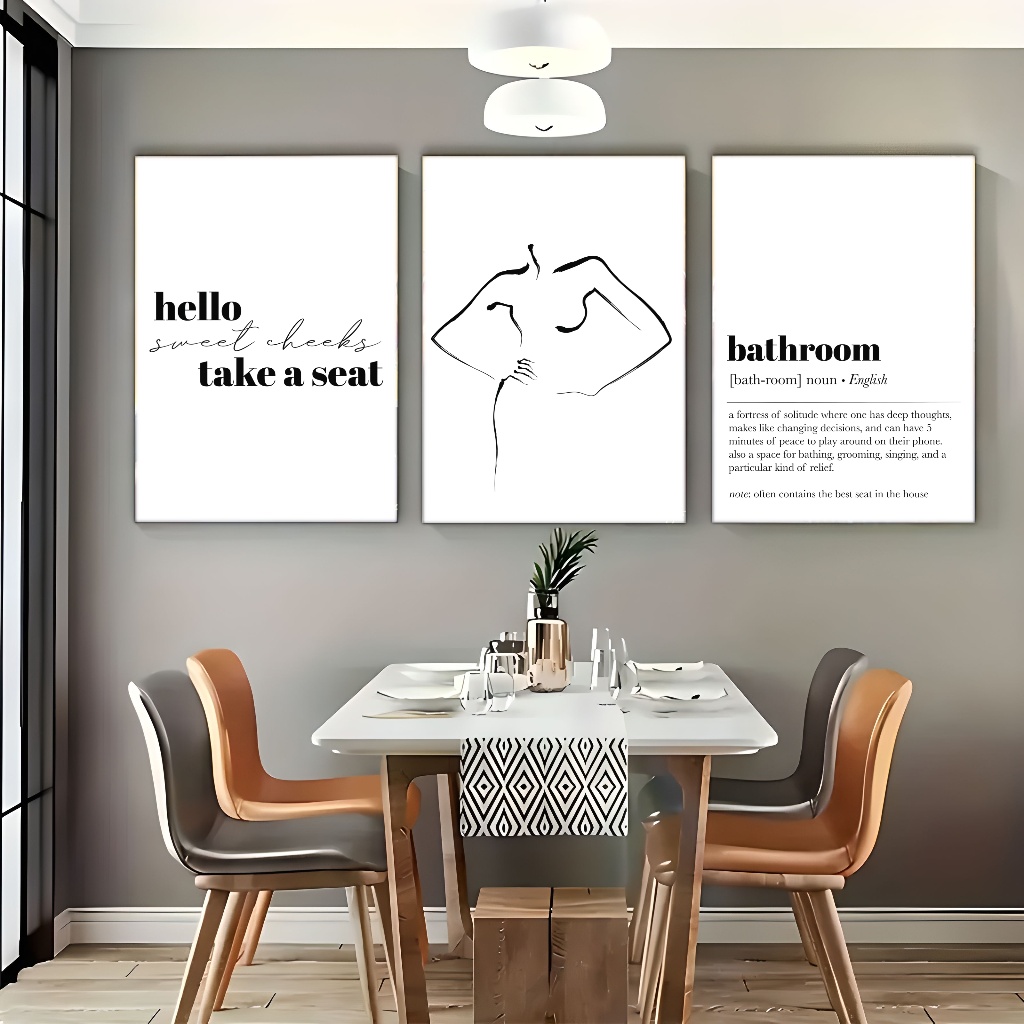 hello
sweet cheeks
take a seat
bathroom
[bath-room] noun • English
a fortress of solitude where one has deep thoughts,
makes like changing decisions, and can have 5
minutes of peace to play around on their phone.
also a space for bathing, grooming, singing, and a
particular kind of relief.
note: often contains the best seat in the house